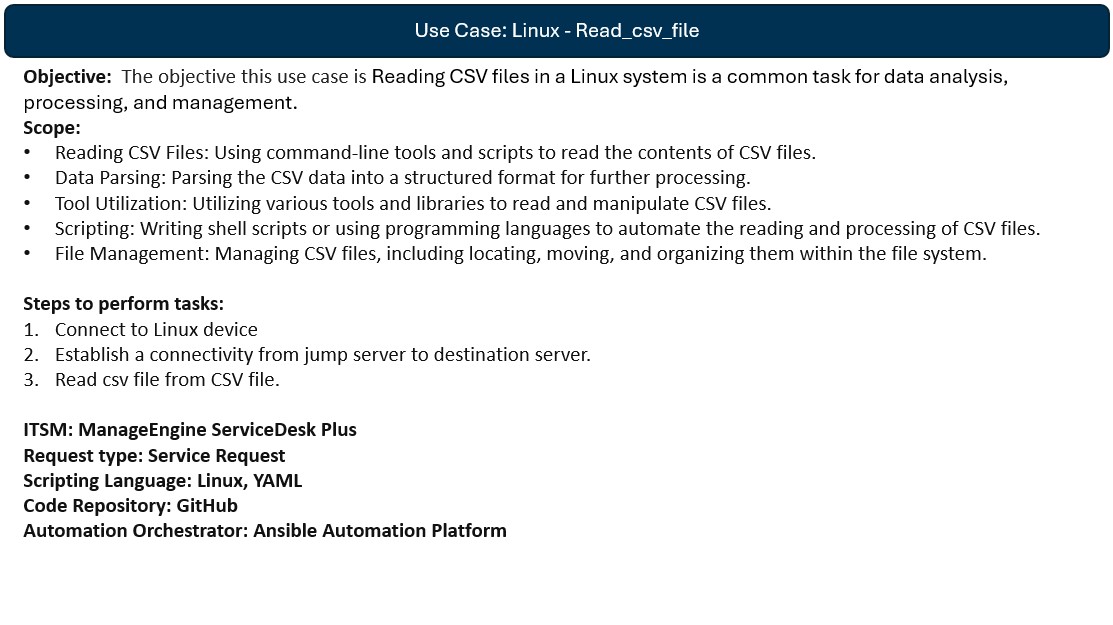 Use Case: Linux - Read_csv_file
Objective: The objective this use case is Reading CSV files in a Linux system is a common task for data analysis,
processing, and management.
Scope:
• Reading CSV Files: Using command-line tools and scripts to read the contents of CSV files.
• Data Parsing: Parsing the CSV data into a structured format for further processing.
• Tool Utilization: Utilizing various tools and libraries to read and manipulate CSV files.
• Scripting: Writing shell scripts or using programming languages to automate the reading and processing of CSV files.
• File Management: Managing CSV files, including locating, moving, and organizing them within the file system.
Steps to perform tasks:
1. Connect to Linux device
2. Establish a connectivity from jump server to destination server.
3. Read csv file from CSV file.
ITSM: ManageEngine ServiceDesk Plus
Request type: Service Request
Scripting Language: Linux, YAML
Code Repository: GitHub
Automation Orchestrator: Ansible Automation Platform